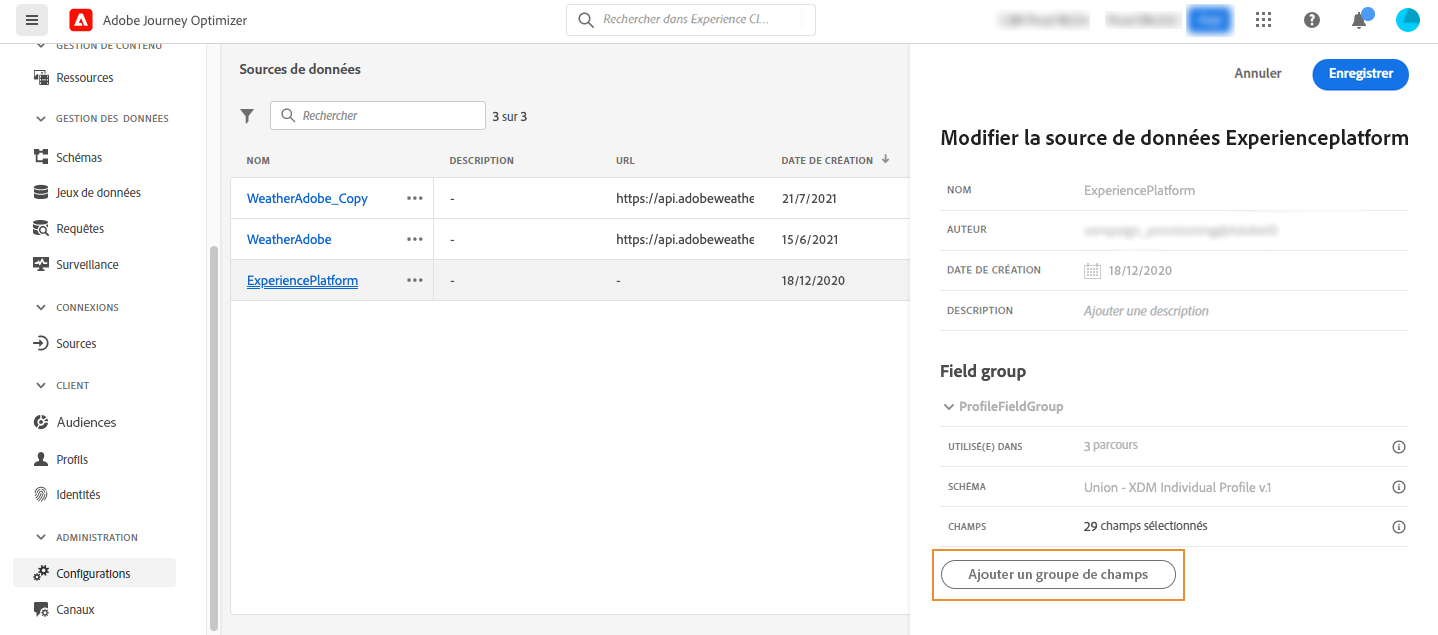 Adobe Journey Optimizer
Rechercher dans Experience Cl...
GESTION DE CONTENU
Ressources
GESTION DES DONNÉES
Schémas
Jeux de données
Requêtes
Surveillance
CONNEXIONS
Sources
CLIENT
Audiences
Profils
Identités
ADMINISTRATION
Configurations
Canaux
Sources de données
Rechercher
3 sur 3
NOM DESCRIPTION URL DATE DE CRÉATION
WeatherAdobe_Copy ••• - https://api.adobeweathe 21/7/2021
WeatherAdobe ••• - https://api.adobeweathe 15/6/2021
ExperiencePlatform ••• - - 18/12/2020
Annuler
Enregistrer
Modifier la source de données Experienceplatform
NOM ExperiencePlatform
AUTEUR
DATE DE CRÉATION 18/12/2020
DESCRIPTION Ajouter une description
Field group
ProfileFieldGroup
UTILISÉ(E) DANS 3 parcours
SCHÉMA Union - XDM Individual Profile v.1
CHAMPS 29 champs sélectionnés
Ajouter un groupe de champs